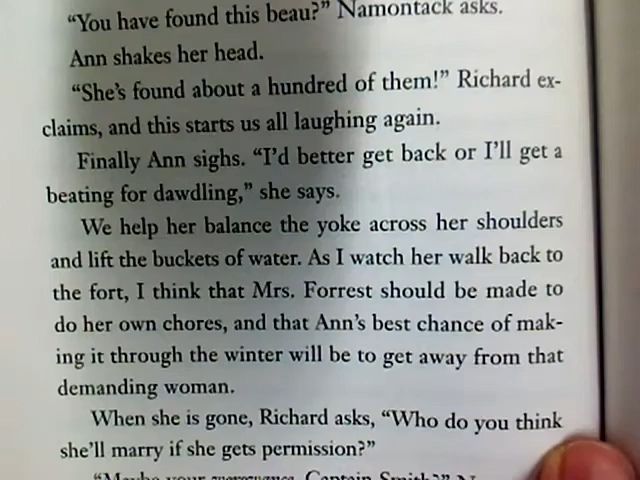 “You have found this beau?” Namontack asks.
Ann shakes her head.
“She’s found about a hundred of them!” Richard ex-
claims, and this starts us all laughing again.
Finally Ann sighs. “I’d better get back or I’ll get a
beating for dawdling,” she says.
We help her balance the yoke across her shoulders
and lift the buckets of water. As I watch her walk back to
the fort, I think that Mrs. Forrest should be made to
do her own chores, and that Ann’s best chance of mak-
ing it through the winter will be to get away from that
demanding woman.
When she is gone, Richard asks, “Who do you think
she’ll marry if she gets permission?”
“Maybe your Captain Smith?”